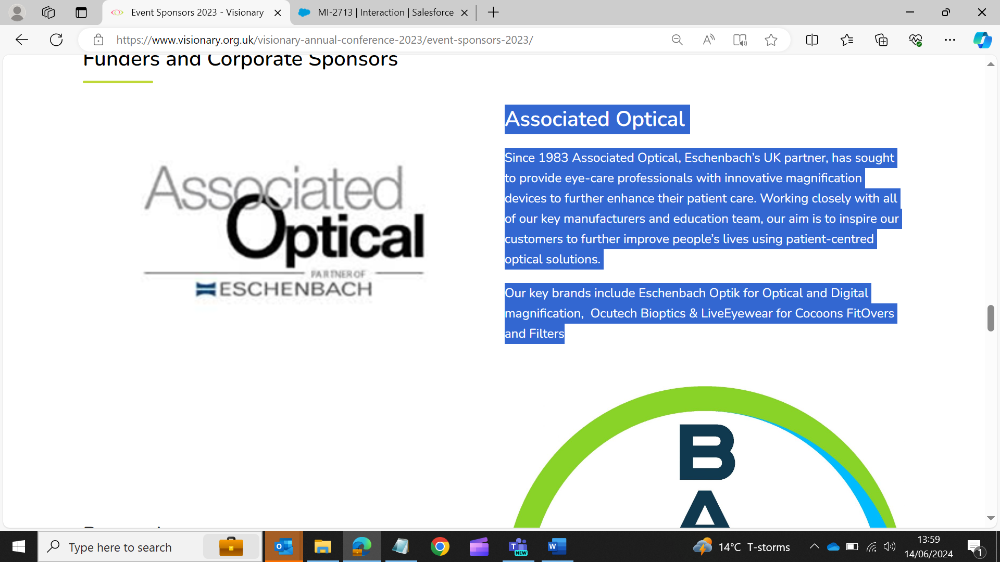 Event Sponsors 2023 - Visionary
MI-2713 | Interaction | Salesforce
https://www.visionary.org.uk/visionary-annual-conference-2023/event-sponsors-2023/
Funders and Corporate Sponsors
Associated
Optical
PARTNER OF
ESCHENBACH
Associated Optical
Since 1983 Associated Optical, Eschenbach’s UK partner, has sought
to provide eye-care professionals with innovative magnification
devices to further enhance their patient care. Working closely with all
of our key manufacturers and education team, our aim is to inspire our
customers to further improve people’s lives using patient-centred
optical solutions.
Our key brands include Eschenbach Optik for Optical and Digital
magnification,  Ocutech Bioptics & LiveEyewear for Cocoons FitOvers
and Filters
B
A
Type here to search
NEW
14°C T-storms
13:59
14/06/2024
1